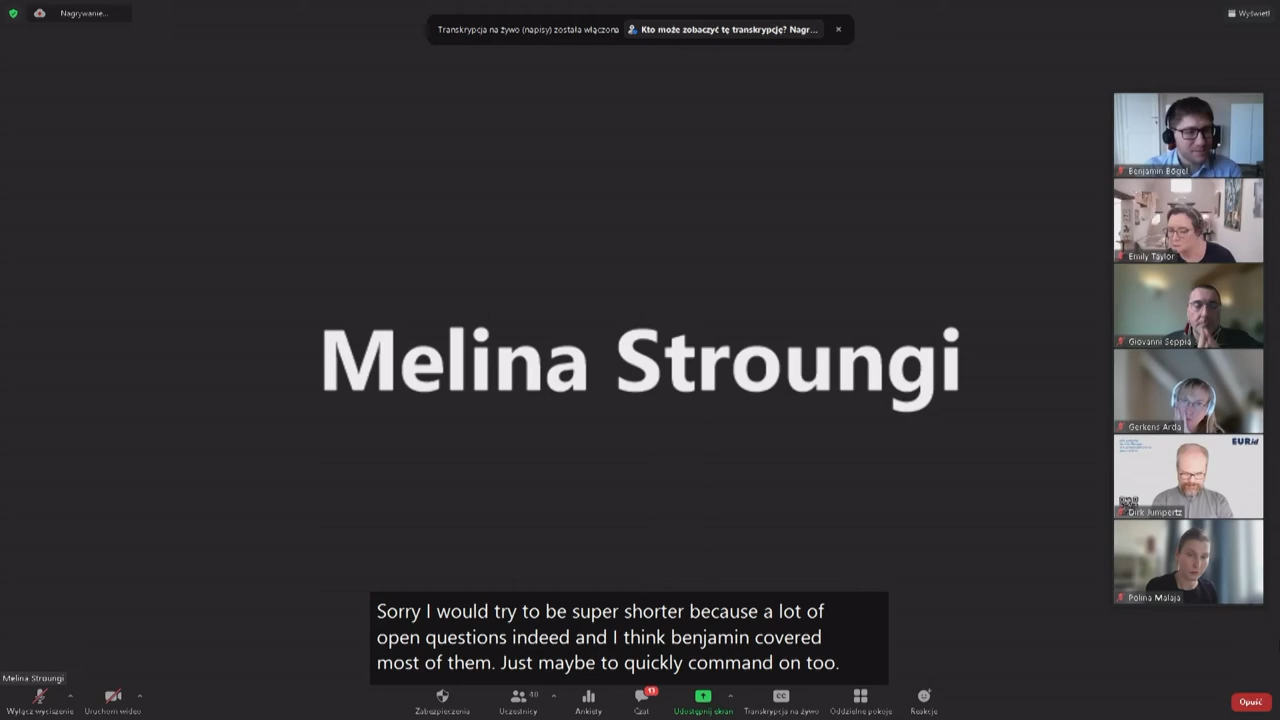 Nagrywanie...
Transkrypcja na żywo (napisy) została włączona
Kto może zobaczyć tę transkrypcję? Nagr...
Wyświetl
Melina Stroungi
Benjamin Bögel
Emily Taylor
Giovanni Seppia
Gerkens Arda
EURid
Dirk Jumpertz
Polina Malaja
Sorry I would try to be super shorter because a lot of
open questions indeed and I think benjamin covered
most of them. Just maybe to quickly command on too.
Melina Stroungi
Wyłącz wyciszenie
Uruchom wideo
Zabezpieczenia
Uczestnicy
48
Ankiety
Czat
11
Udostępnij ekran
CC
Transkrypcja na żywo
Oddzielne pokoje
Reakcje
Opuść